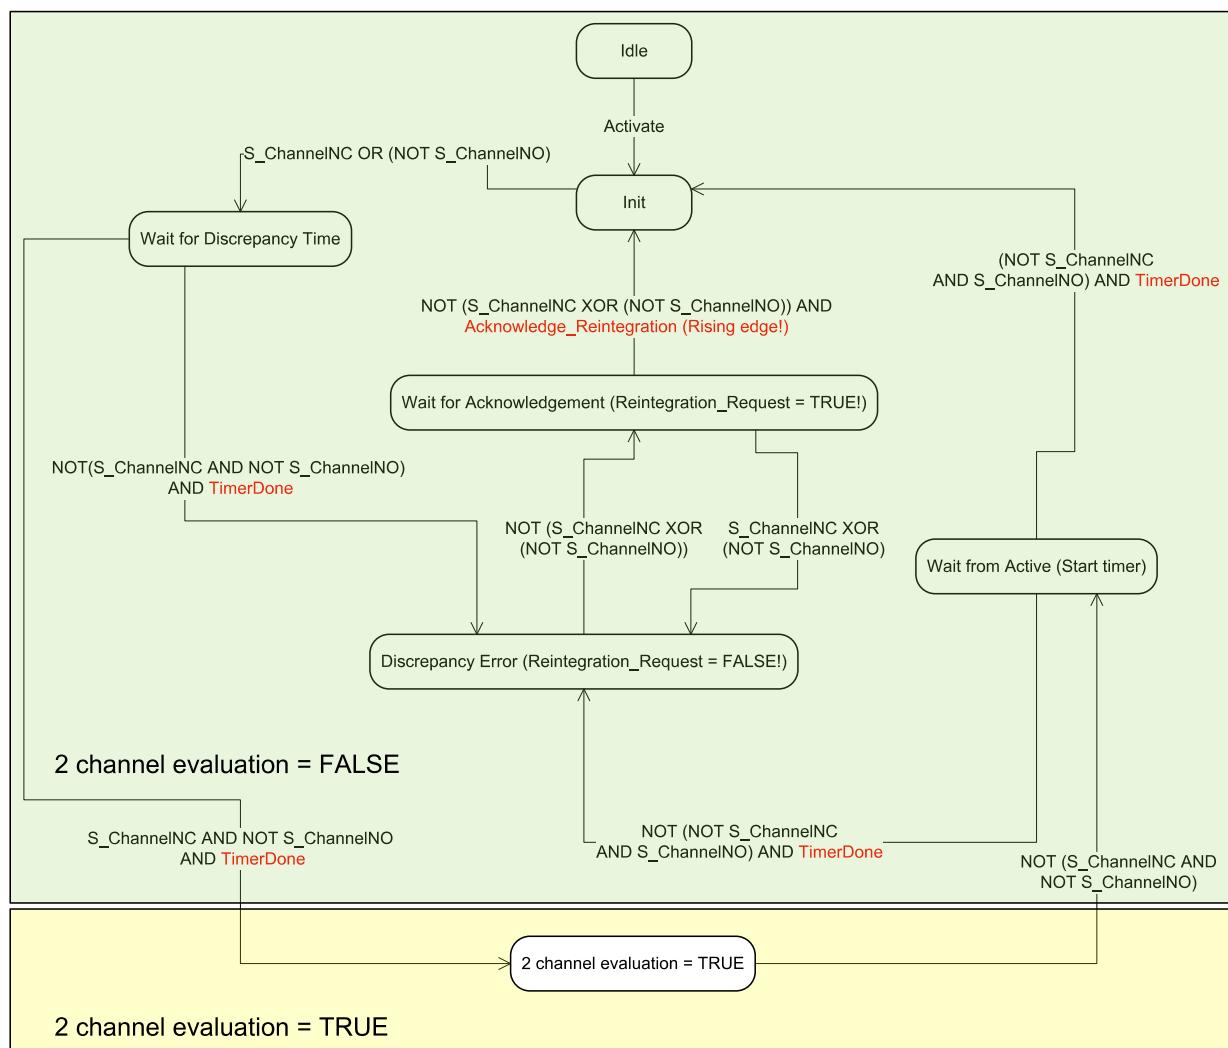 Idle
Activate
S_ChannelNC OR (NOT S_ChannelNO)
Init
Wait for Discrepancy Time
(NOT S_ChannelNC
AND S_ChannelNO) AND TimerDone
NOT (S_ChannelNC XOR (NOT S_ChannelNO)) AND
Acknowledge_Reintegration (Rising edge!)
Wait for Acknowledgement (Reintegration_Request = TRUE!)
NOT(S_ChannelNC AND NOT S_ChannelNO)
AND TimerDone
NOT (S_ChannelNC XOR
(NOT S_ChannelNO))
S_ChannelNC XOR
(NOT S_ChannelNO)
Wait from Active (Start timer)
Discrepancy Error (Reintegration_Request = FALSE!)
2 channel evaluation = FALSE
S_ChannelNC AND NOT S_ChannelNO
AND TimerDone
NOT (NOT S_ChannelNC
AND S_ChannelNO) AND TimerDone
NOT (S_ChannelNC AND
NOT S_ChannelNO)
2 channel evaluation = TRUE
2 channel evaluation = TRUE